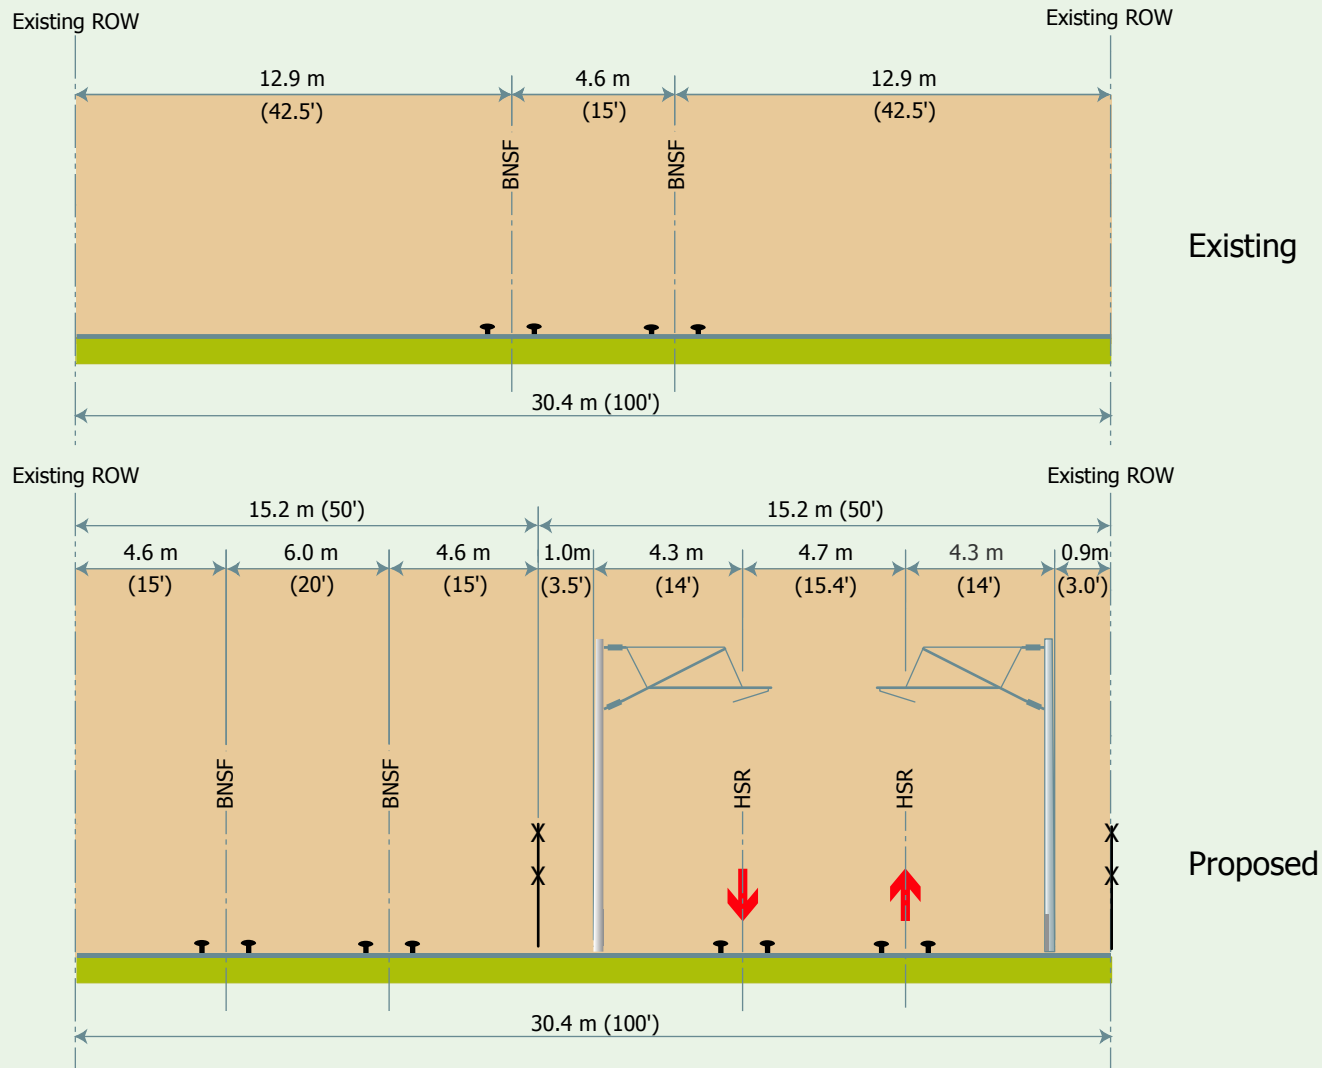 Existing ROW
Existing ROW
12.9 m
4.6 m
12.9 m
(42.5')
(15')
(42.5')
BNSF
BNSF
Existing
30.4 m (100')
Existing ROW
Existing ROW
15.2 m (50')
15.2 m (50')
4.6 m
6.0 m
4.6 m
1.0m
4.3 m
4.7 m
4.3 m
0.9m
(15')
(20')
(15')
(3.5')
(14')
(15.4')
(14')
(3.0')
BNSF
BNSF
HSR
HSR
X
X
X
X
Proposed
30.4 m (100')